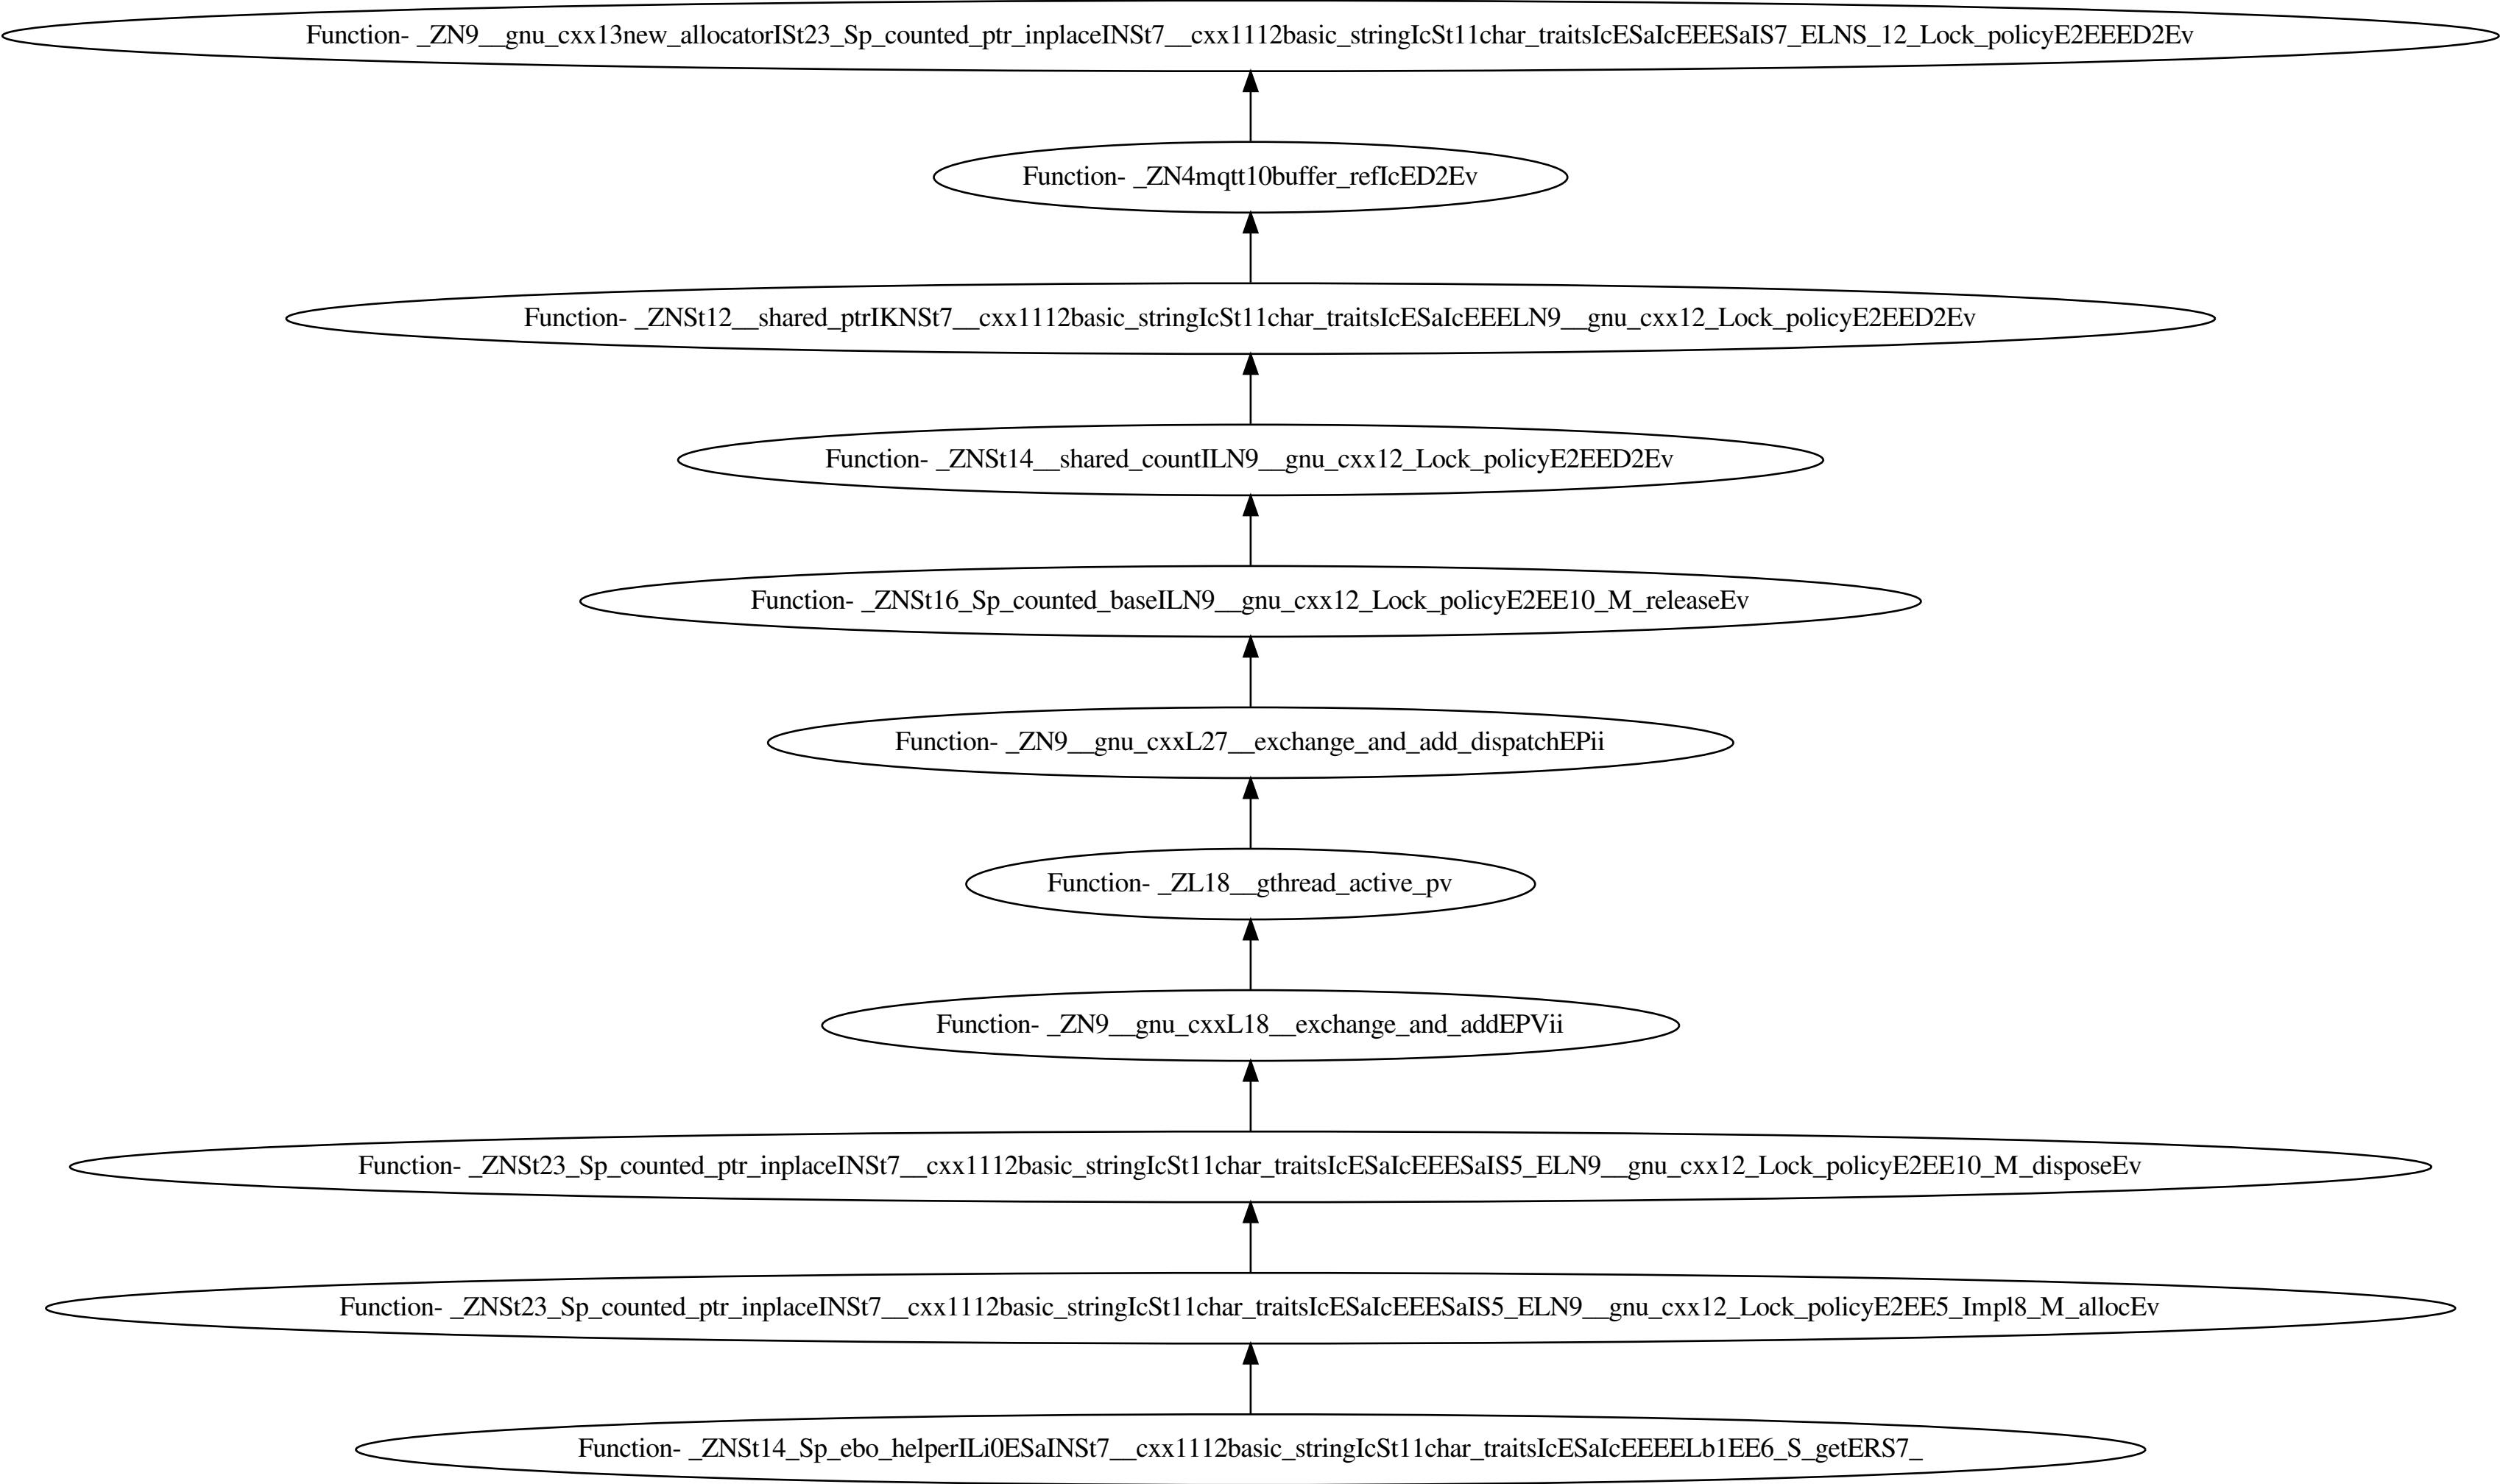 Function- _ZN9__gnu_cxx13new_allocatorISt23_Sp_counted_ptr_inplaceINSt7__cxx1112basic_stringIcSt11char_traitsIcESaIcEEESaIS7_ELNS_12_Lock_policyE2EEED2Ev
Function- _ZN4mqtt10buffer_refIcED2Ev
Function- _ZNSt12__shared_ptrIKNSt7__cxx1112basic_stringIcSt11char_traitsIcESaIcEEELN9__gnu_cxx12_Lock_policyE2EED2Ev
Function- _ZNSt14__shared_countILN9__gnu_cxx12_Lock_policyE2EED2Ev
Function- _ZNSt16_Sp_counted_baseILN9__gnu_cxx12_Lock_policyE2EE10_M_releaseEv
Function- _ZN9__gnu_cxxL27__exchange_and_add_dispatchEPii
Function- _ZL18__gthread_active_pv
Function- _ZN9__gnu_cxxL18__exchange_and_addEPVii
Function- _ZNSt23_Sp_counted_ptr_inplaceINSt7__cxx1112basic_stringIcSt11char_traitsIcESaIcEEESaIS5_ELN9__gnu_cxx12_Lock_policyE2EE10_M_disposeEv
Function- _ZNSt23_Sp_counted_ptr_inplaceINSt7__cxx1112basic_stringIcSt11char_traitsIcESaIcEEESaIS5_ELN9__gnu_cxx12_Lock_policyE2EE5_Impl8_M_allocEv
Function- _ZNSt14_Sp_ebo_helperILi0ESaINSt7__cxx1112basic_stringIcSt11char_traitsIcESaIcEEEELb1EE6_S_getERS7_